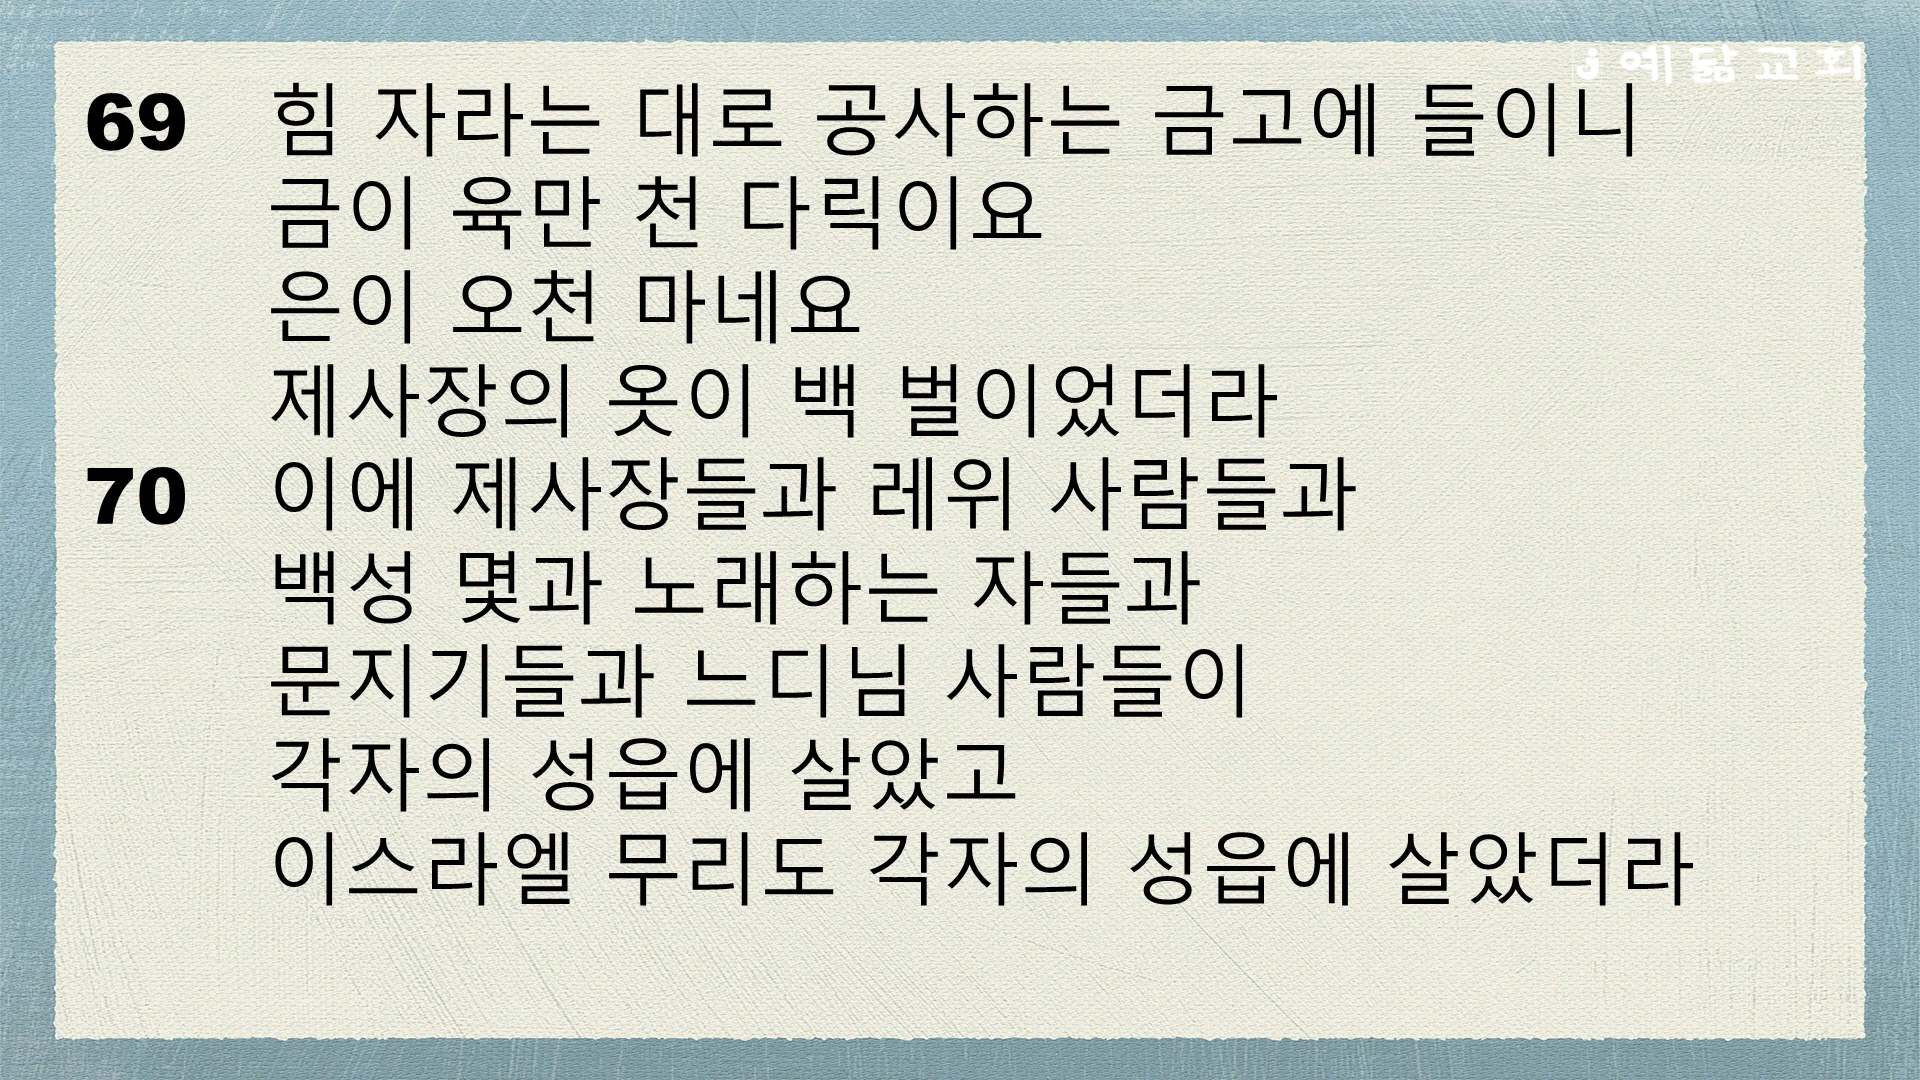 j 예닮교회
69 힘 자라는 대로 공사하는 금고에 들이니
금이 육만 천 다릭이요
은이 오천 마네요
제사장의 옷이 백 벌이었더라
70 이에 제사장들과 레위 사람들과
백성 몇과 노래하는 자들과
문지기들과 느디님 사람들이
각자의 성읍에 살았고
이스라엘 무리도 각자의 성읍에 살았더라